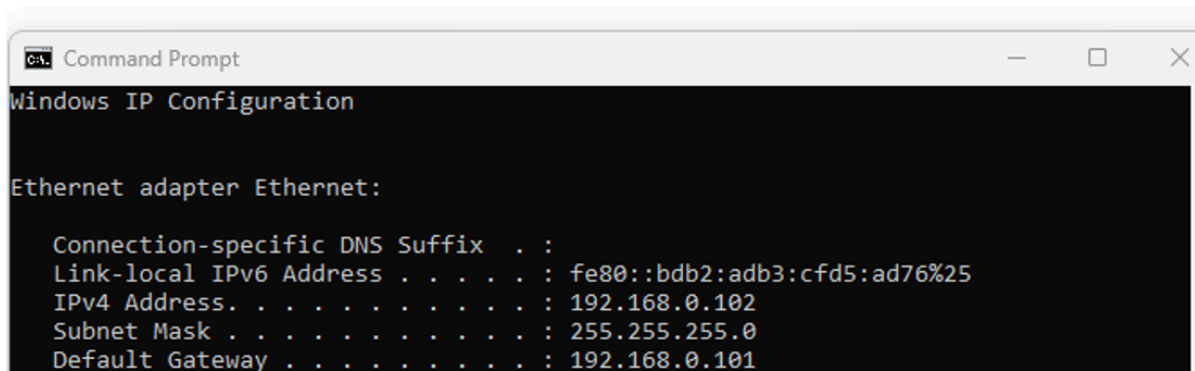 Command Prompt
Windows IP Configuration
Ethernet adapter Ethernet:
Connection-specific DNS Suffix  . :
Link-local IPv6 Address . . . . . : fe80::bdb2:adb3:cfd5:ad76%25
IPv4 Address. . . . . . . . . . . : 192.168.0.102
Subnet Mask . . . . . . . . . . . : 255.255.255.0
Default Gateway . . . . . . . . . : 192.168.0.101